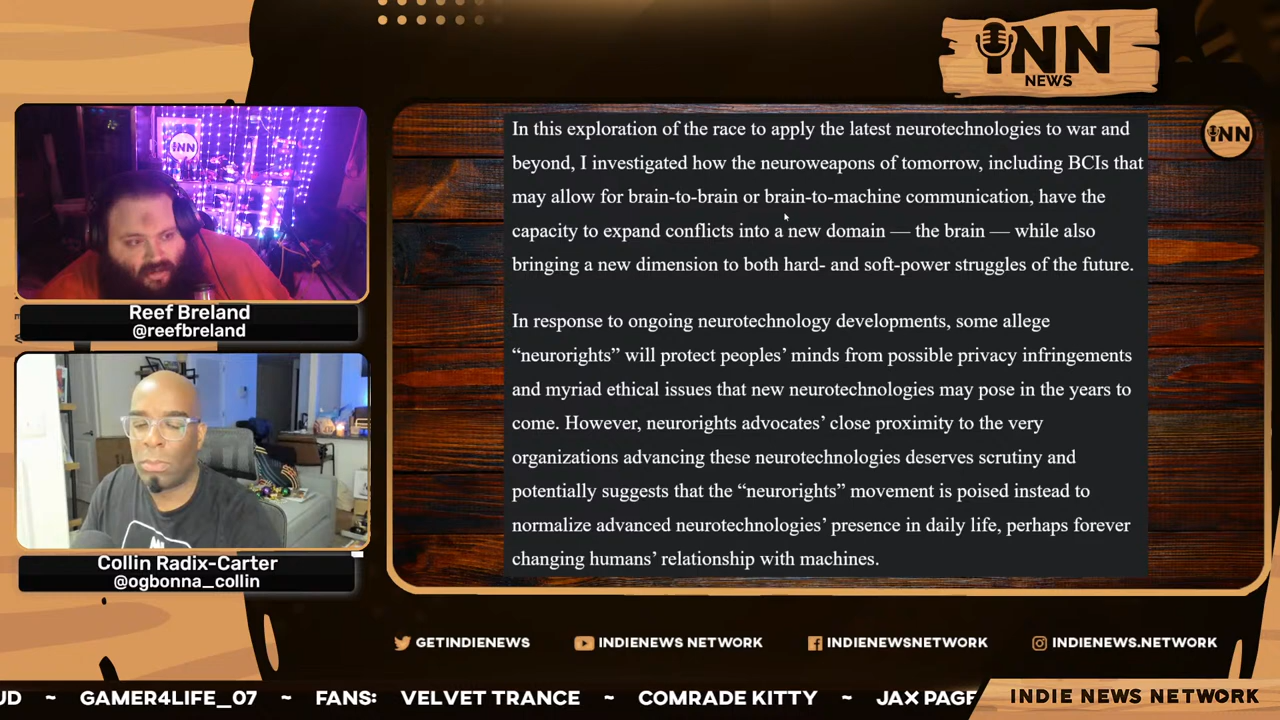 INN
NEWS
INN
INN
In this exploration of the race to apply the latest neurotechnologies to war and
beyond, I investigated how the neuroweapons of tomorrow, including BCIs that
may allow for brain-to-brain or brain-to-machine communication, have the
capacity to expand conflicts into a new domain — the brain — while also
bringing a new dimension to both hard- and soft-power struggles of the future.
In response to ongoing neurotechnology developments, some allege
“neurorights” will protect peoples’ minds from possible privacy infringements
and myriad ethical issues that new neurotechnologies may pose in the years to
come. However, neurorights advocates’ close proximity to the very
organizations advancing these neurotechnologies deserves scrutiny and
potentially suggests that the “neurorights” movement is poised instead to
normalize advanced neurotechnologies’ presence in daily life, perhaps forever
changing humans’ relationship with machines.
Reef Breland
@reefbreland
Collin Radix-Carter
@ogbonna_collin
GETINDIENEWS
INDIENEWS NETWORK
INDIENEWSNETWORK
INDIENEWS.NETWORK
UD ~ GAMER4LIFE_07 ~ FANS: VELVET TRANCE ~ COMRADE KITTY ~ JAX PAGE
INDIE NEWS NETWORK